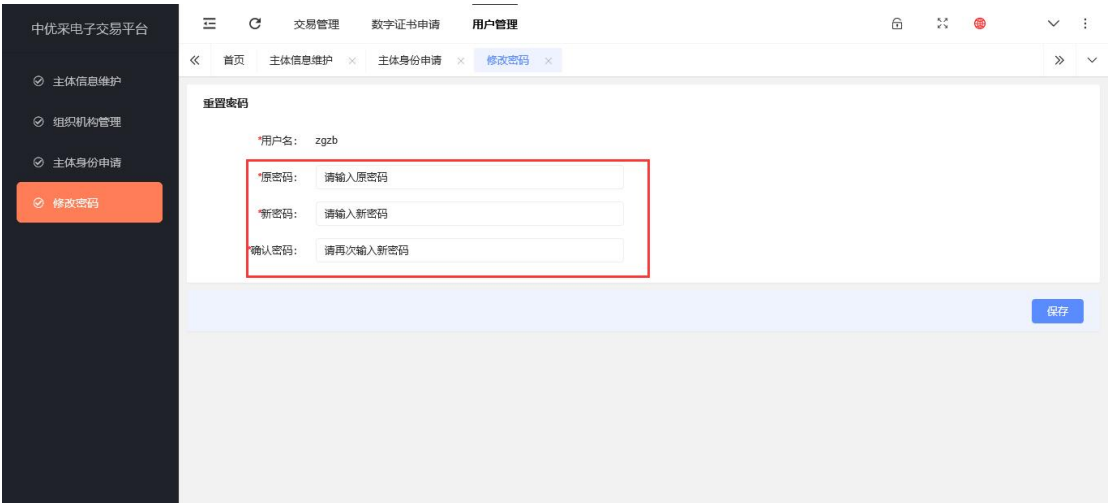 中优采电子交易平台
交易管理 数字证书申请 用户管理
首页 主体信息维护 主体身份申请 修改密码
主体信息维护
组织机构管理
主体身份申请
修改密码
重置密码
*用户名: zgzb
*原密码: 请输入原密码
*新密码: 请输入新密码
*确认密码: 请再次输入新密码
保存